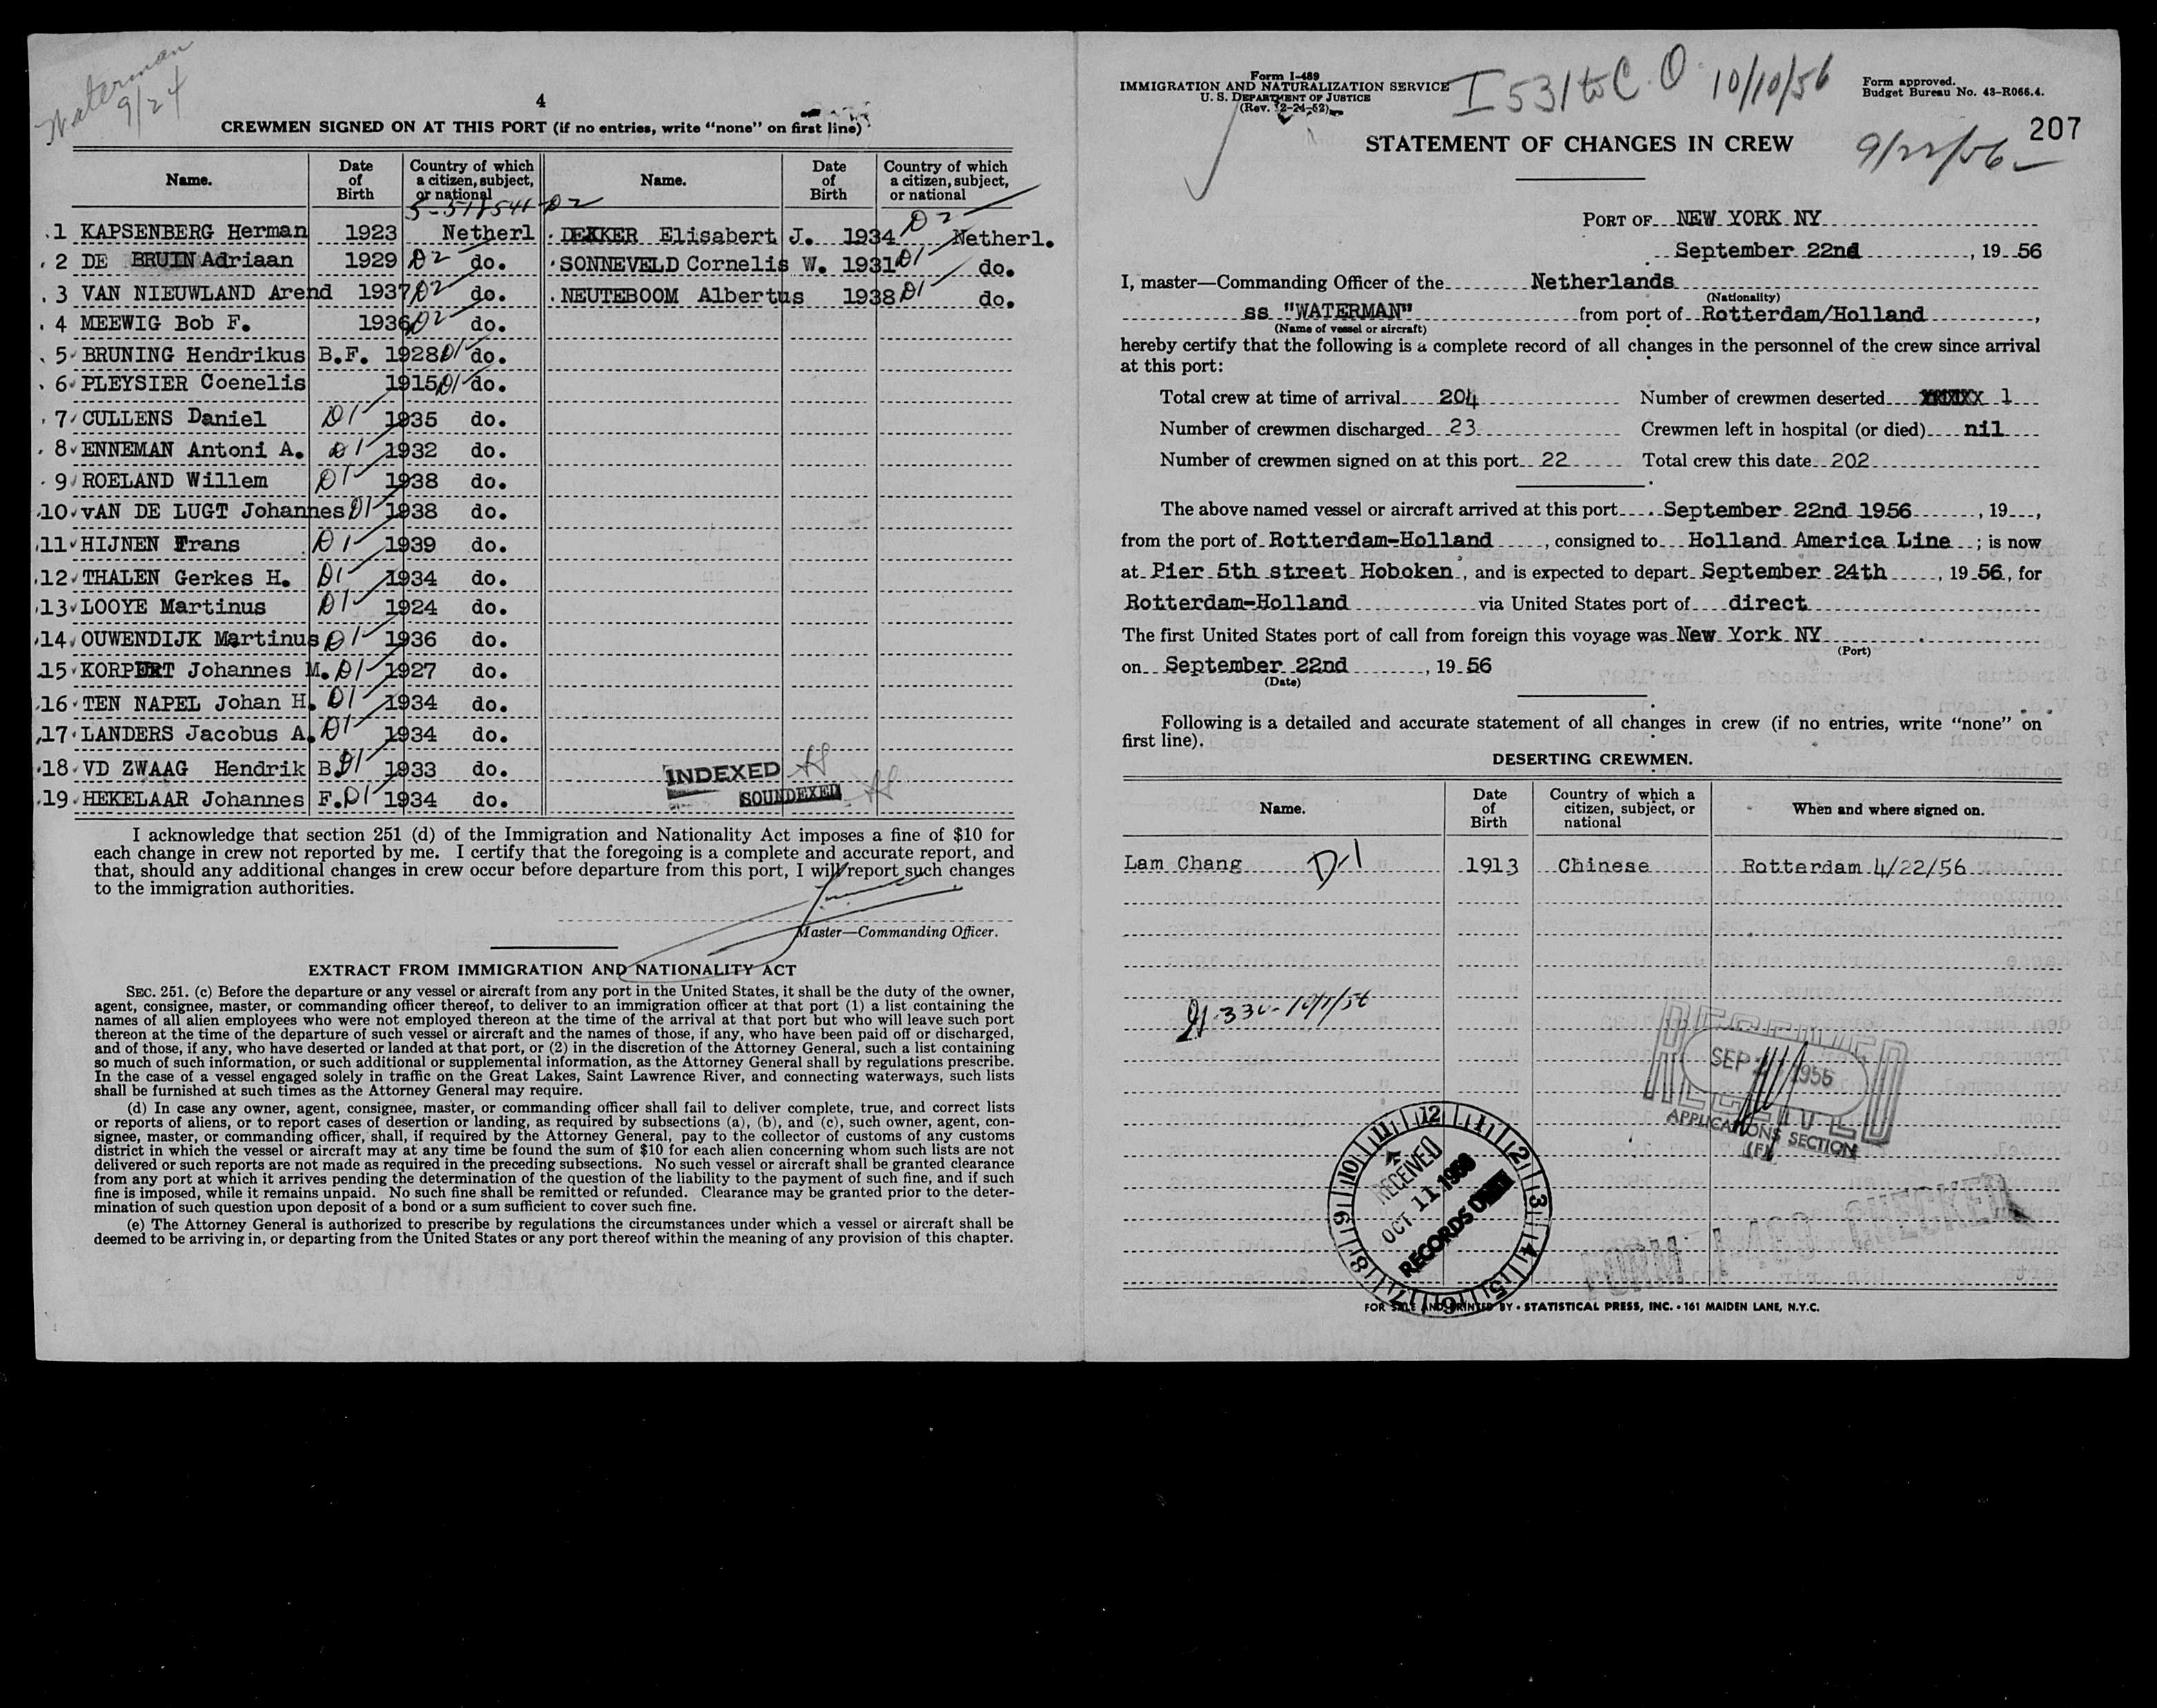 Waterman
9/24
4
CREWMEN SIGNED ON AT THIS PORT (if no entries, write "none" on first line)
Name. Date of Birth Country of which a citizen, subject, or national Name. Date of Birth Country of which a citizen, subject, or national
D2 D2
1 KAPSENBERG Herman 1923 Netherl DEKKER Elisabert J. 1934 Netherl.
2 DE BRUIN Adriaan 1929 D2 do. SONNEVELD Cornelis W. 1931 D1 do.
3 VAN NIEUWLAND Arend 1937 D2 do. NEUTEBOOM Albertus 1938 D1 do.
4 MEEWIG Bob F. 1936 D2 do.
5 BRUNING Hendrikus B.F. 1928 D1 do.
6 PLEYSIER Coenelis 1915 D1 do.
7 CULLENS Daniel D1 1935 do.
8 ENNEMAN Antoni A. D1 1932 do.
9 ROELAND Willem D1 1938 do.
10 vAN DE LUGT Johannes D1 1938 do.
11 HIJNEN Frans D1 1939 do.
12 THALEN Gerkes H. D1 1934 do.
13 LOOYE Martinus D1 1924 do.
14 OUWENDIJK Martinus D1 1936 do.
15 KORPERT Johannes M. D1 1927 do.
16 TEN NAPEL Johan H. D1 1934 do.
17 LANDERS Jacobus A. D1 1934 do.
18 VD ZWAAG Hendrik B. D1 1933 do.
19 HEKELAAR Johannes F. D1 1934 do.
INDEXED
SOUNDEXED
I acknowledge that section 251 (d) of the Immigration and Nationality Act imposes a fine of $10 for
each change in crew not reported by me. I certify that the foregoing is a complete and accurate report, and
that, should any additional changes in crew occur before departure from this port, I will report such changes
to the immigration authorities.
Master—Commanding Officer.
EXTRACT FROM IMMIGRATION AND NATIONALITY ACT
SEC. 251. (c) Before the departure or any vessel or aircraft from any port in the United States, it shall be the duty of the owner,
agent, consignee, master, or commanding officer thereof, to deliver to an immigration officer at that port (1) a list containing the
names of all alien employees who were not employed thereon at the time of the arrival at that port but who will leave such port
thereon at the time of the departure of such vessel or aircraft and the names of those, if any, who have been paid off or discharged,
and of those, if any, who have deserted or landed at that port, or (2) in the discretion of the Attorney General, such a list containing
so much of such information, or such additional or supplemental information, as the Attorney General shall by regulations prescribe.
In the case of a vessel engaged solely in traffic on the Great Lakes, Saint Lawrence River, and connecting waterways, such lists
shall be furnished at such times as the Attorney General may require.
(d) In case any owner, agent, consignee, master, or commanding officer shall fail to deliver complete, true, and correct lists
or reports of aliens, or to report cases of desertion or landing, as required by subsections (a), (b), and (c), such owner, agent, con-
signee, master, or commanding officer, shall, if required by the Attorney General, pay to the collector of customs of any customs
district in which the vessel or aircraft may at any time be found the sum of $10 for each alien concerning whom such lists are not
delivered or such reports are not made as required in the preceding subsections. No such vessel or aircraft shall be granted clearance
from any port at which it arrives pending the determination of the question of the liability to the payment of such fine, and if such
fine is imposed, while it remains unpaid. No such fine shall be remitted or refunded. Clearance may be granted prior to the deter-
mination of such question upon deposit of a bond or a sum sufficient to cover such fine.
(e) The Attorney General is authorized to prescribe by regulations the circumstances under which a vessel or aircraft shall be
deemed to be arriving in, or departing from the United States or any port thereof within the meaning of any provision of this chapter.
Form I-489
IMMIGRATION AND NATURALIZATION SERVICE
U. S. DEPARTMENT OF JUSTICE
(Rev. 12-24-52)
I 531 to C.O. 10/10/56
Form approved.
Budget Bureau No. 43-R066.4.
207
9/22/56
STATEMENT OF CHANGES IN CREW
PORT OF NEW YORK NY
September 22nd, 19 56
I, master—Commanding Officer of the Netherlands
(Nationality)
ss "WATERMAN" from port of Rotterdam/Holland,
(Name of vessel or aircraft)
hereby certify that the following is a complete record of all changes in the personnel of the crew since arrival
at this port:
Total crew at time of arrival 204 Number of crewmen deserted 1
Number of crewmen discharged 23 Crewmen left in hospital (or died) nil
Number of crewmen signed on at this port 22 Total crew this date 202
The above named vessel or aircraft arrived at this port September 22nd 1956, 19 ,
from the port of Rotterdam-Holland, consigned to Holland America Line; is now
at Pier 5th street Hoboken, and is expected to depart September 24th, 19 56, for
Rotterdam-Holland via United States port of direct
The first United States port of call from foreign this voyage was New York NY
(Port)
on September 22nd, 19 56
(Date)
Following is a detailed and accurate statement of all changes in crew (if no entries, write "none" on
first line).
DESERTING CREWMEN.
Name. Date of Birth Country of which a citizen, subject, or national When and where signed on.
Lam Chang D-1 1913 Chinese Rotterdam 4/22/56
RECEIVED
SEP 1956
APPLICATIONS SECTION
(F)
12 1 2 3 4 5 6 7 8 9 10 11
RECEIVED
OCT 11 1956
RECORDS UNIT
FORM I-489 CHECKED
FOR SALE AND PRINTED BY • STATISTICAL PRESS, INC. • 161 MAIDEN LANE, N.Y.C.